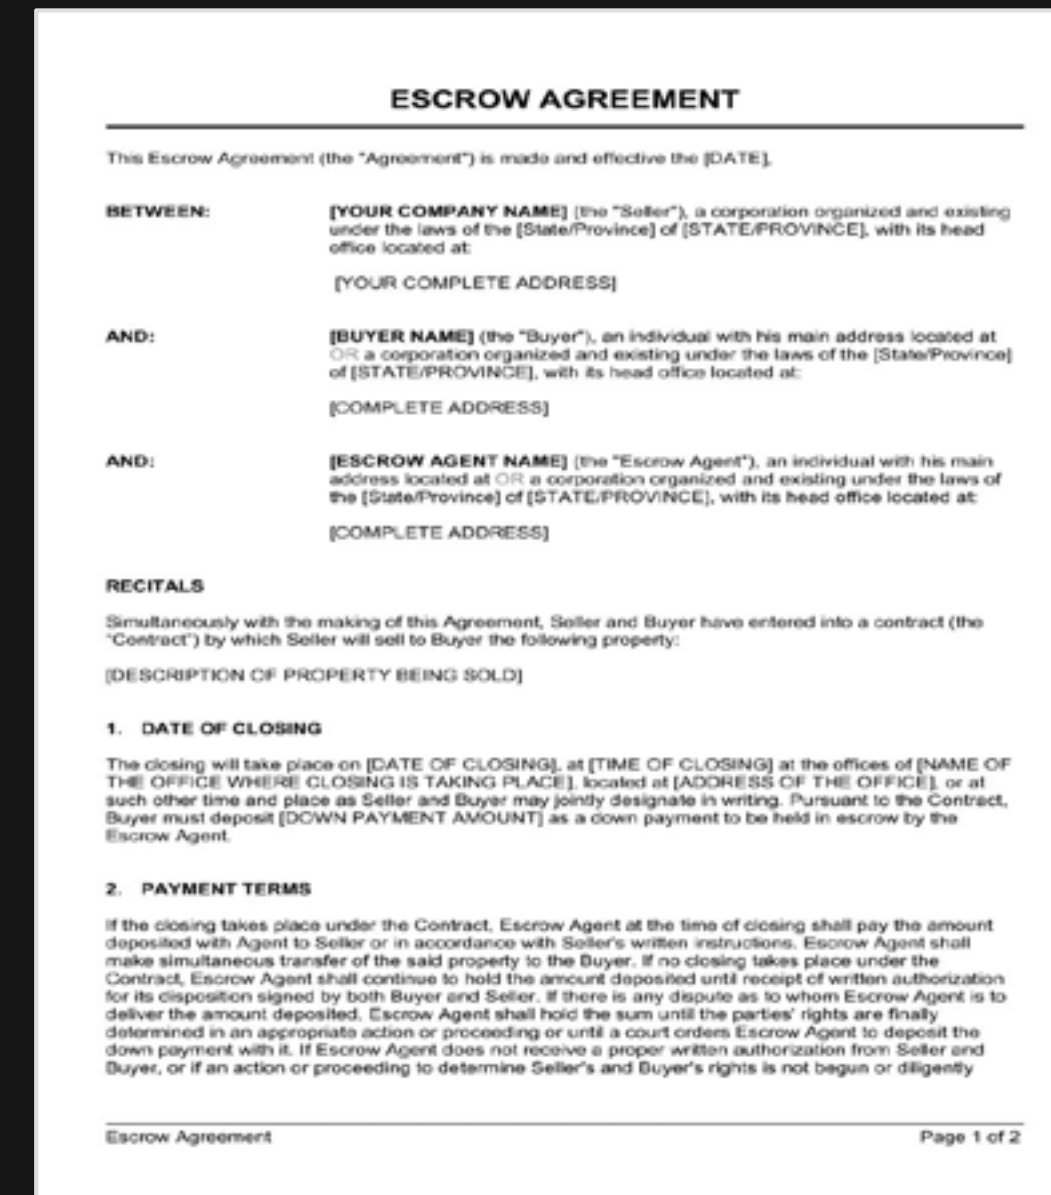 ESCROW AGREEMENT
This Escrow Agreement (the "Agreement") is made and effective the [DATE],
BETWEEN: [YOUR COMPANY NAME] (the "Seller"), a corporation organized and existing
under the laws of the [State/Province] of [STATE/PROVINCE], with its head
office located at:
[YOUR COMPLETE ADDRESS]
AND: [BUYER NAME] (the "Buyer"), an individual with his main address located at
OR a corporation organized and existing under the laws of the [State/Province]
of [STATE/PROVINCE], with its head office located at:
[COMPLETE ADDRESS]
AND: [ESCROW AGENT NAME] (the "Escrow Agent"), an individual with his main
address located at OR a corporation organized and existing under the laws of
the [State/Province] of [STATE/PROVINCE], with its head office located at:
[COMPLETE ADDRESS]
RECITALS
Simultaneously with the making of this Agreement, Seller and Buyer have entered into a contract (the
"Contract") by which Seller will sell to Buyer the following property:
[DESCRIPTION OF PROPERTY BEING SOLD]
1. DATE OF CLOSING
The closing will take place on [DATE OF CLOSING], at [TIME OF CLOSING] at the offices of [NAME OF
THE OFFICE WHERE CLOSING IS TAKING PLACE], located at [ADDRESS OF THE OFFICE], or at
such other time and place as Seller and Buyer may jointly designate in writing. Pursuant to the Contract,
Buyer must deposit [DOWN PAYMENT AMOUNT] as a down payment to be held in escrow by the
Escrow Agent.
2. PAYMENT TERMS
If the closing takes place under the Contract, Escrow Agent at the time of closing shall pay the amount
deposited with Agent to Seller or in accordance with Seller's written instructions. Escrow Agent shall
make simultaneous transfer of the said property to the Buyer. If no closing takes place under the
Contract, Escrow Agent shall continue to hold the amount deposited until receipt of written authorization
for its disposition signed by both Buyer and Seller. If there is any dispute as to whom Escrow Agent is to
deliver the amount deposited, Escrow Agent shall hold the sum until the parties' rights are finally
determined in an appropriate action or proceeding or until a court orders Escrow Agent to deposit the
down payment with it. If Escrow Agent does not receive a proper written authorization from Seller and
Buyer, or if an action or proceeding to determine Seller's and Buyer's rights is not begun or diligently
Escrow Agreement Page 1 of 2